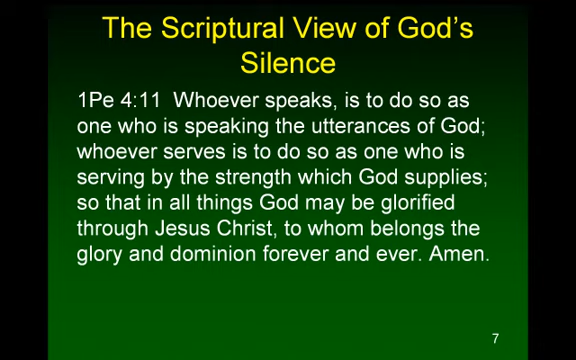 The Scriptural View of God’s
Silence
1Pe 4:11  Whoever speaks, is to do so as
one who is speaking the utterances of God;
whoever serves is to do so as one who is
serving by the strength which God supplies;
so that in all things God may be glorified
through Jesus Christ, to whom belongs the
glory and dominion forever and ever. Amen.
7